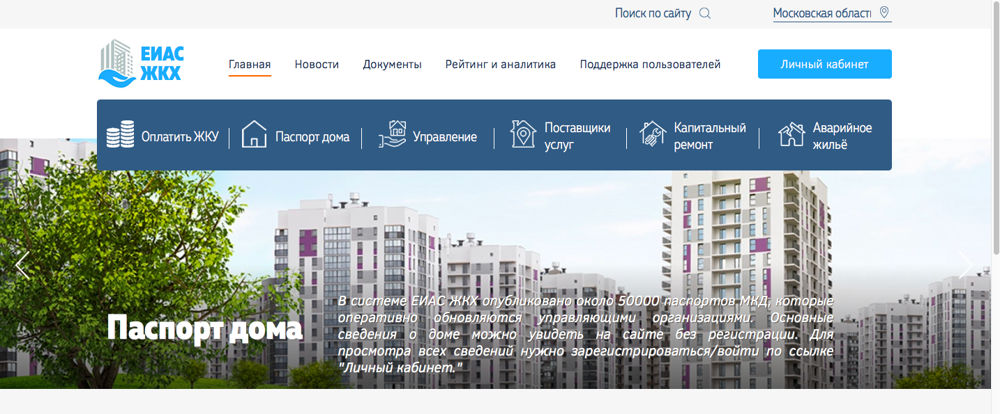 Поиск по сайту
Московская област
ЕИАС
ЖКХ
Главная
Новости
Документы
Рейтинг и аналитика
Поддержка пользователей
Личный кабинет
Оплатить ЖКУ
Паспорт дома
Управление
Поставщики
услуг
Капитальный
ремонт
Аварийное
жильё
Паспорт дома
В системе ЕИАС ЖКХ опубликовано около 50000 паспортов МКД, которые
оперативно обновляются управляющими организациями. Основные
сведения о доме можно увидеть на сайте без регистрации. Для
просмотра всех сведений нужно зарегистрироваться/войти по ссылке
"Личный кабинет."